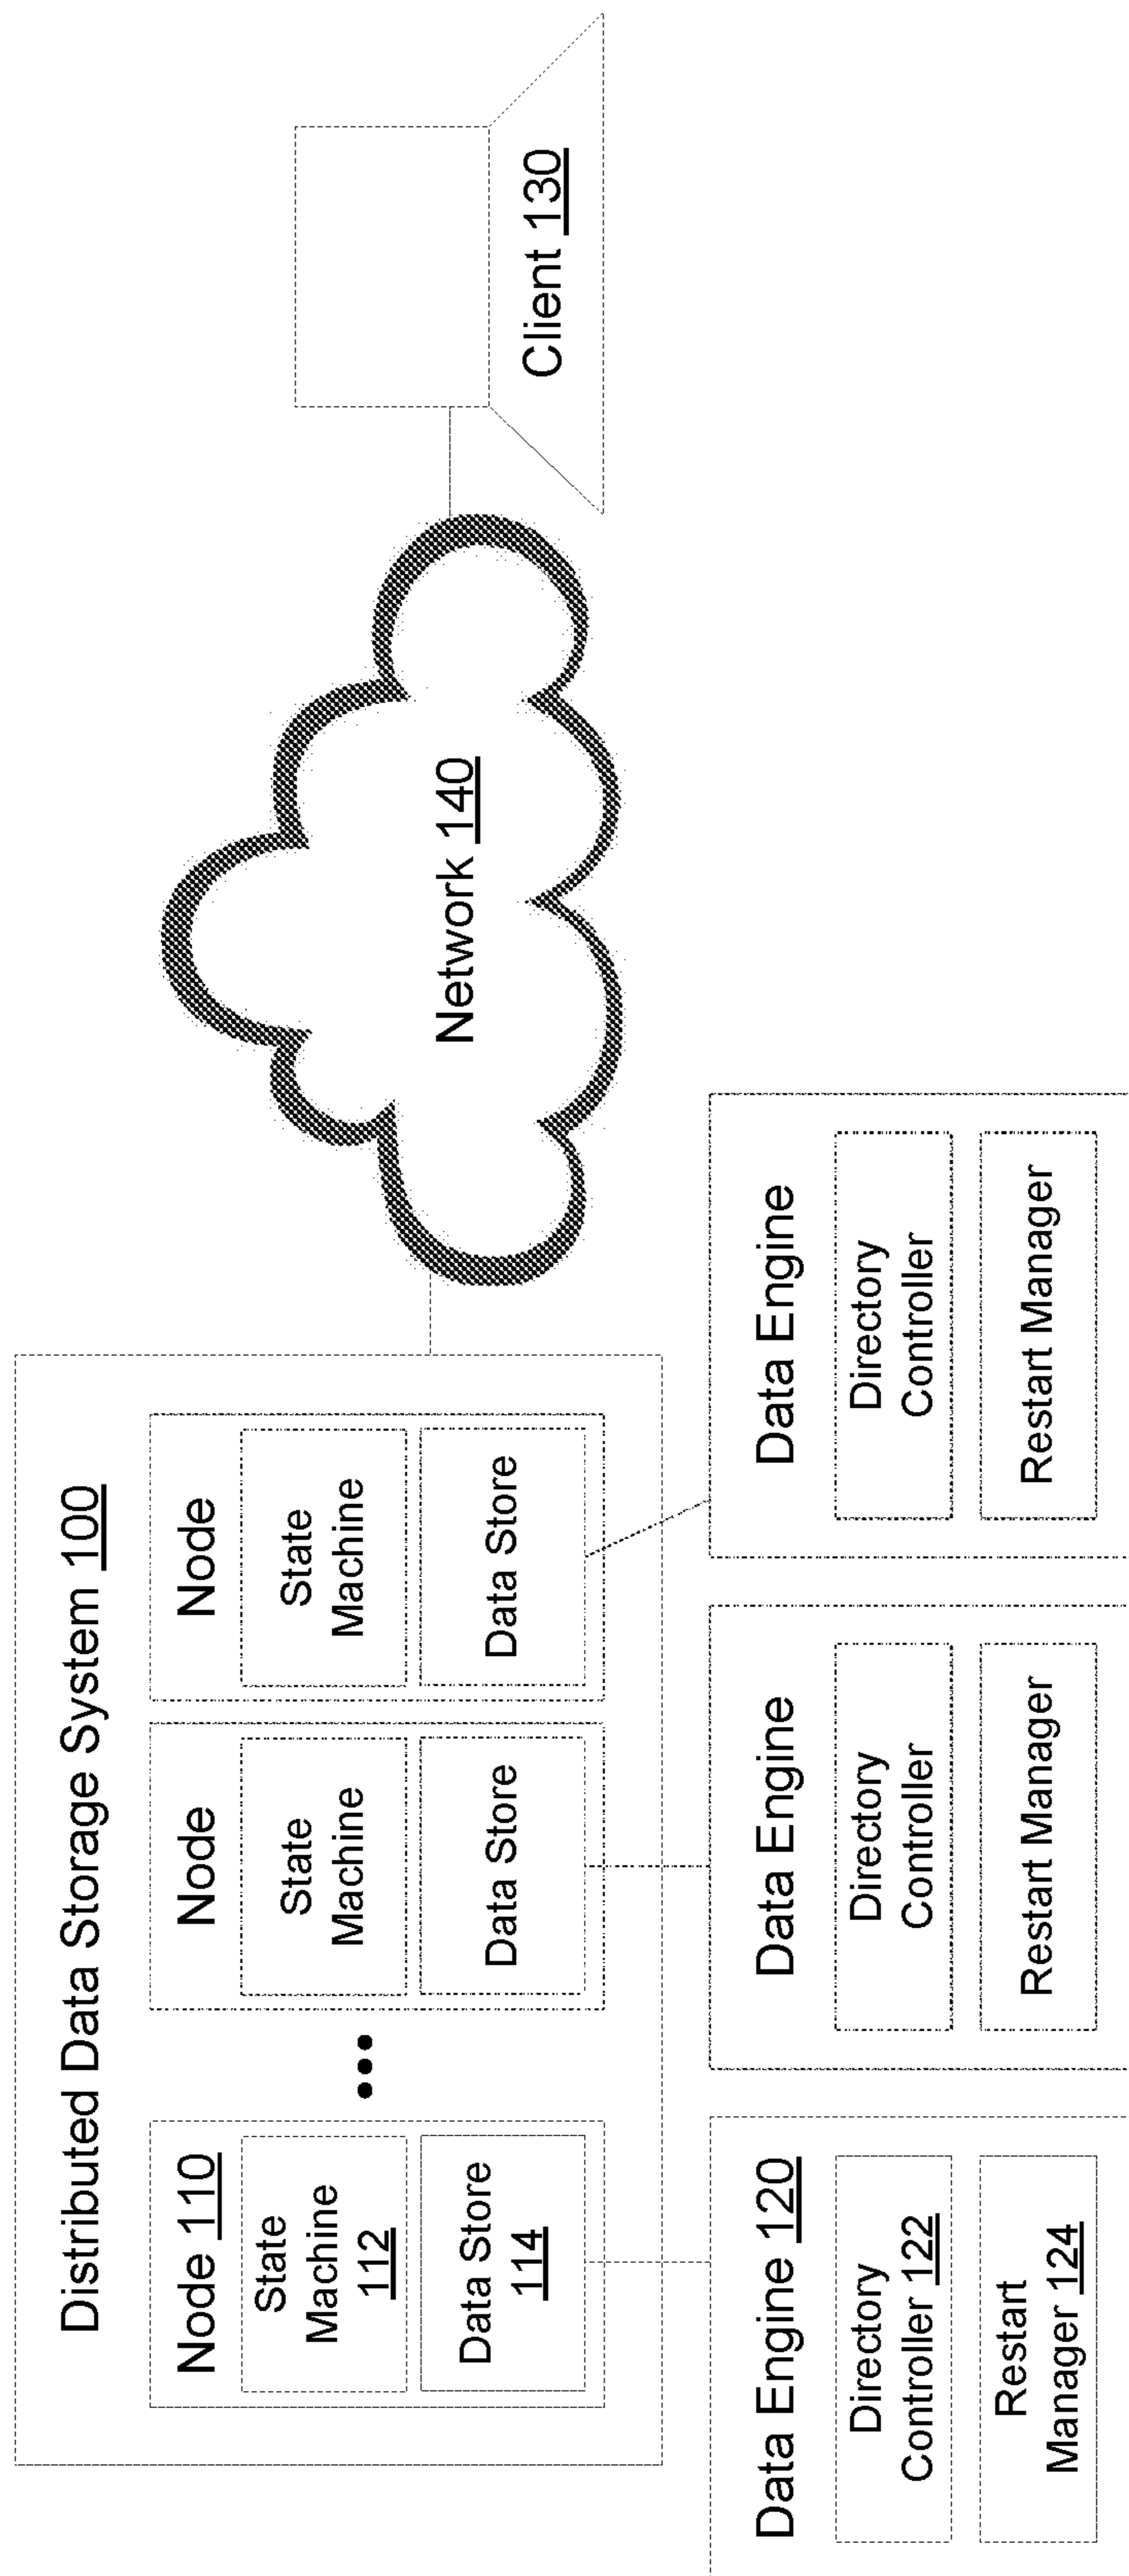 Distributed Data Storage System 100
Node 110
State
Machine
112
Data Store
114
•••
Node
State
Machine
Data Store
Node
State
Machine
Data Store
Data Engine 120
Directory
Controller 122
Restart
Manager 124
Data Engine
Directory
Controller
Restart Manager
Data Engine
Directory
Controller
Restart Manager
Network 140
Client 130